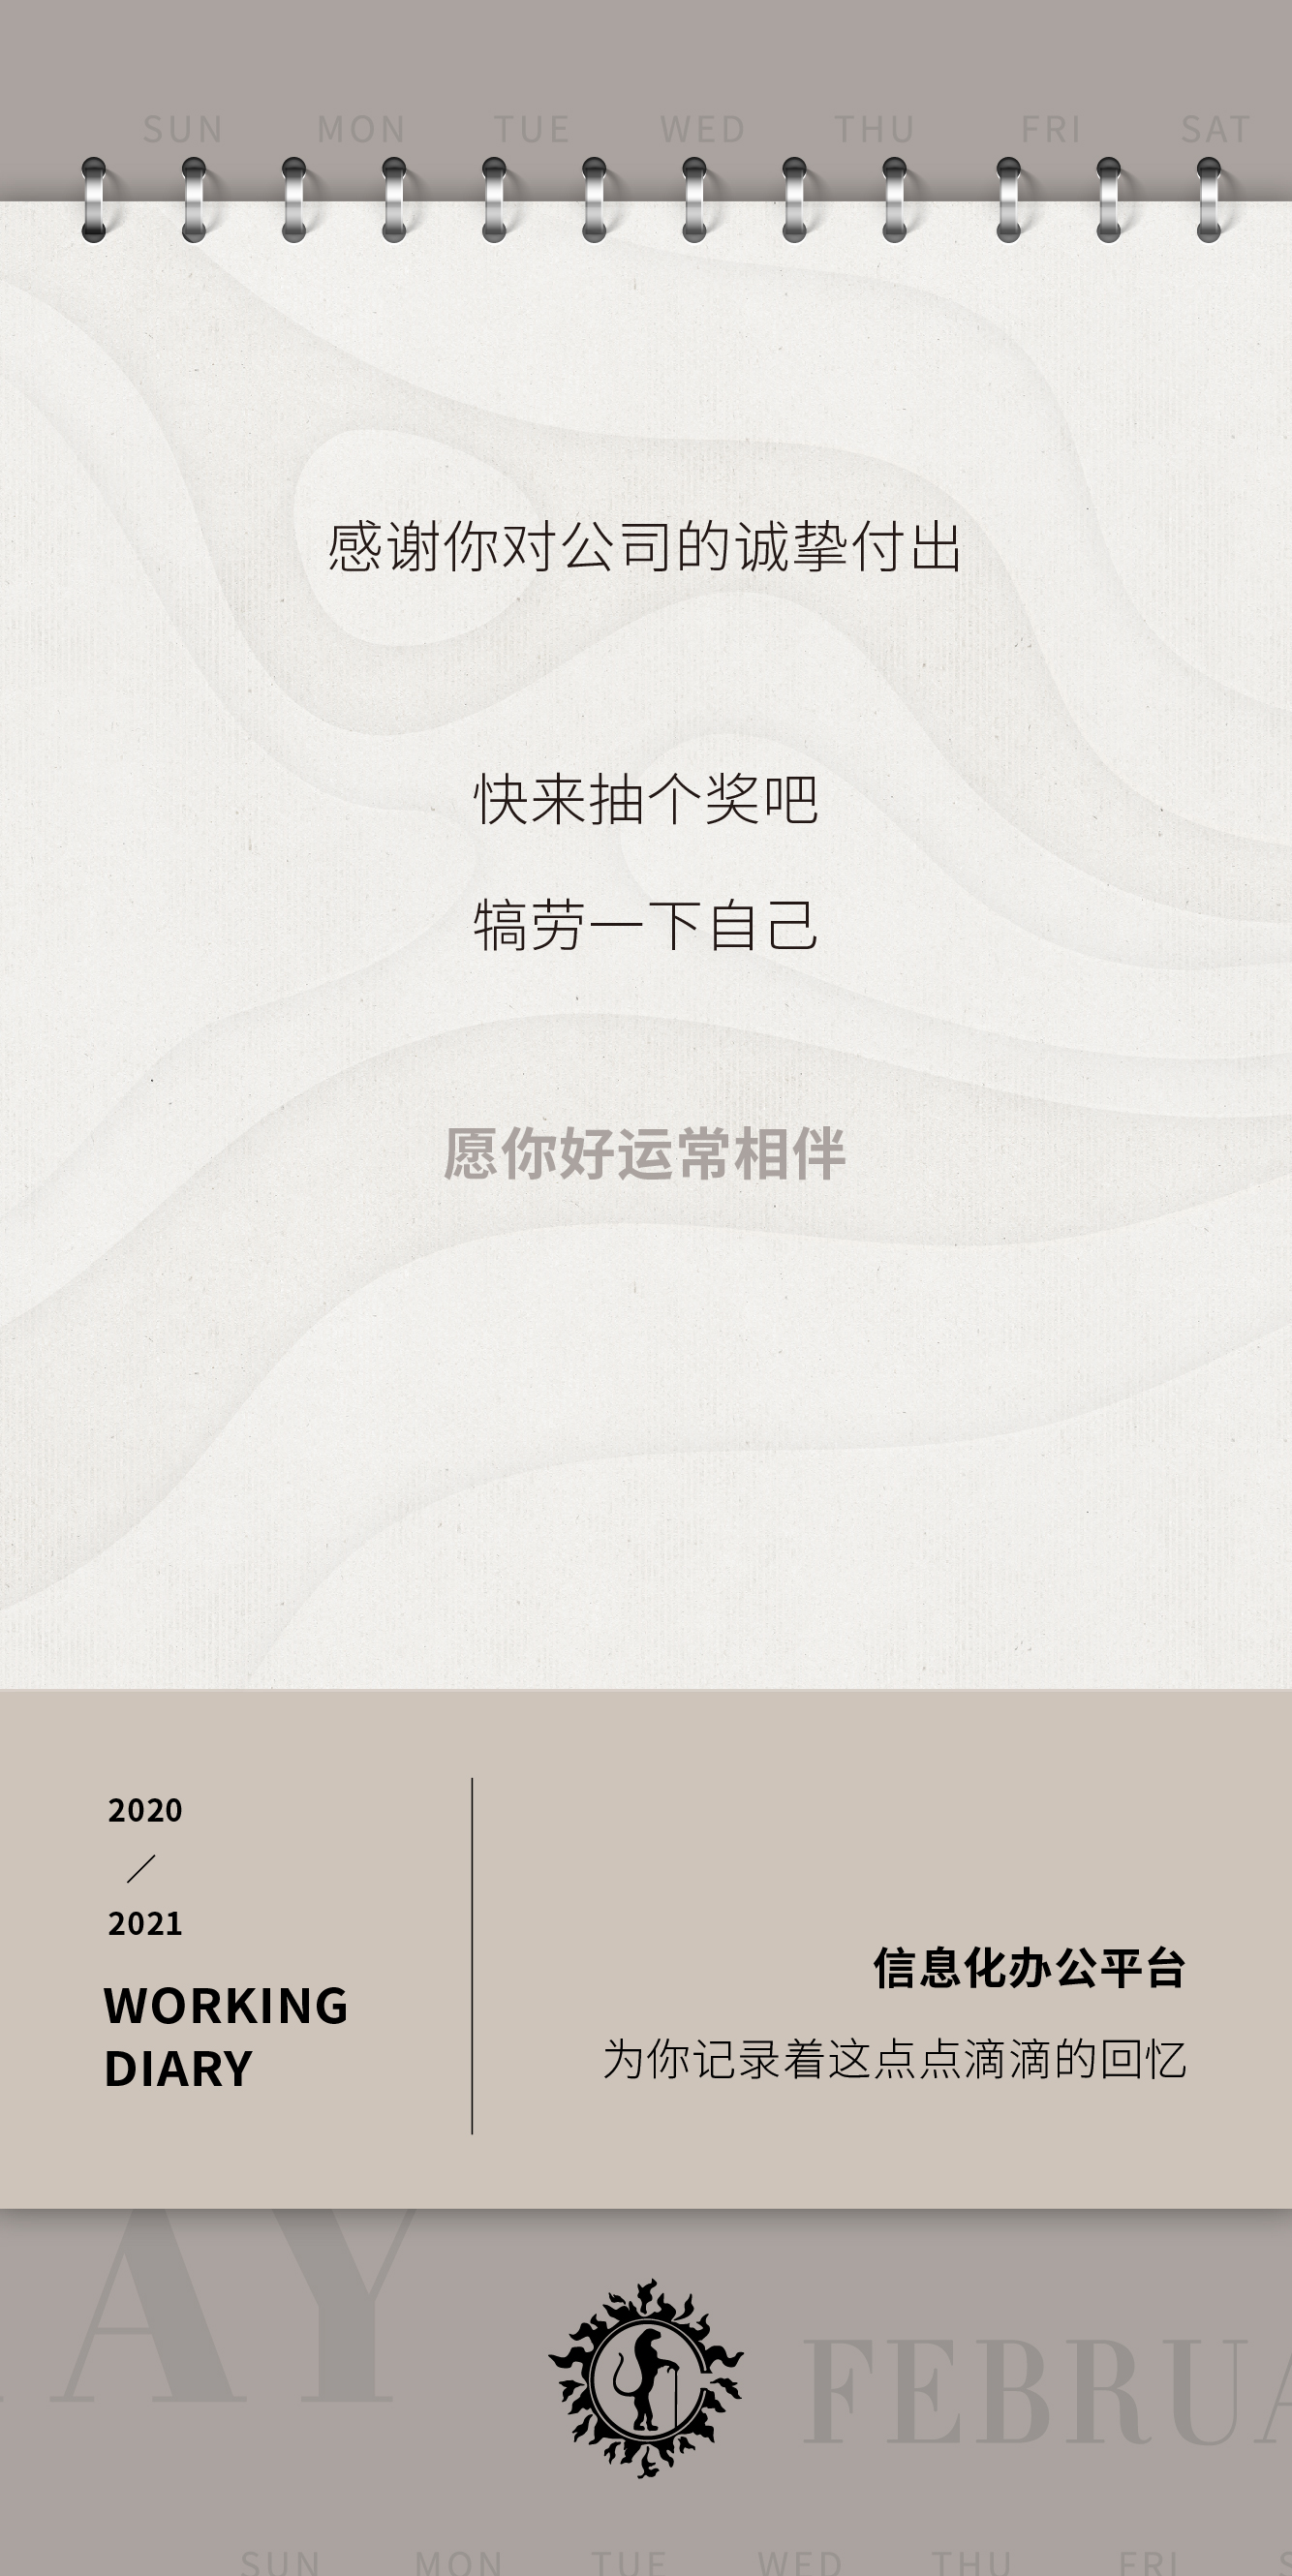 SUN MON TUE WED THU FRI SAT
感谢你对公司的诚挚付出
快来抽个奖吧
犒劳一下自己
愿你好运常相伴
2020
／
2021
WORKING
DIARY
信息化办公平台
为你记录着这点点滴滴的回忆
AY
FEBRUA
SUN MON TUE WED THU FRI S